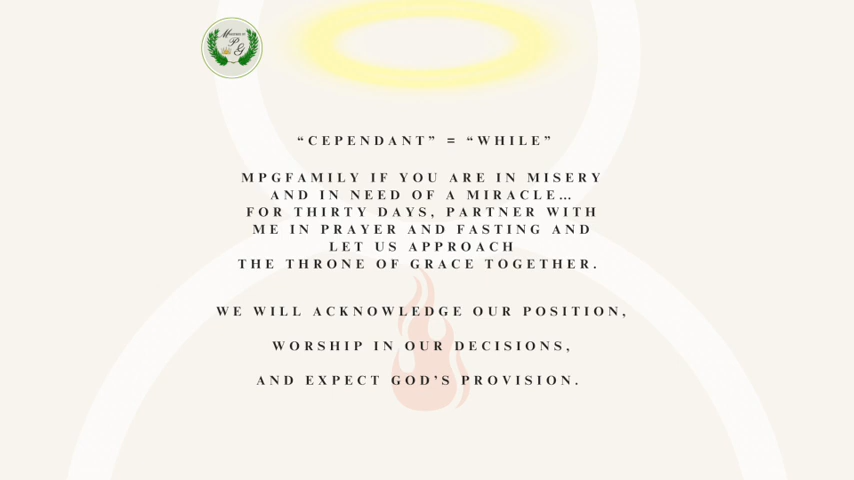 P
G
“CEPENDANT” = “WHILE”
MPGFAMILY IF YOU ARE IN MISERY
AND IN NEED OF A MIRACLE...
FOR THIRTY DAYS, PARTNER WITH
ME IN PRAYER AND FASTING AND
LET US APPROACH
THE THRONE OF GRACE TOGETHER.
WE WILL ACKNOWLEDGE OUR POSITION,
WORSHIP IN OUR DECISIONS,
AND EXPECT GOD’S PROVISION.